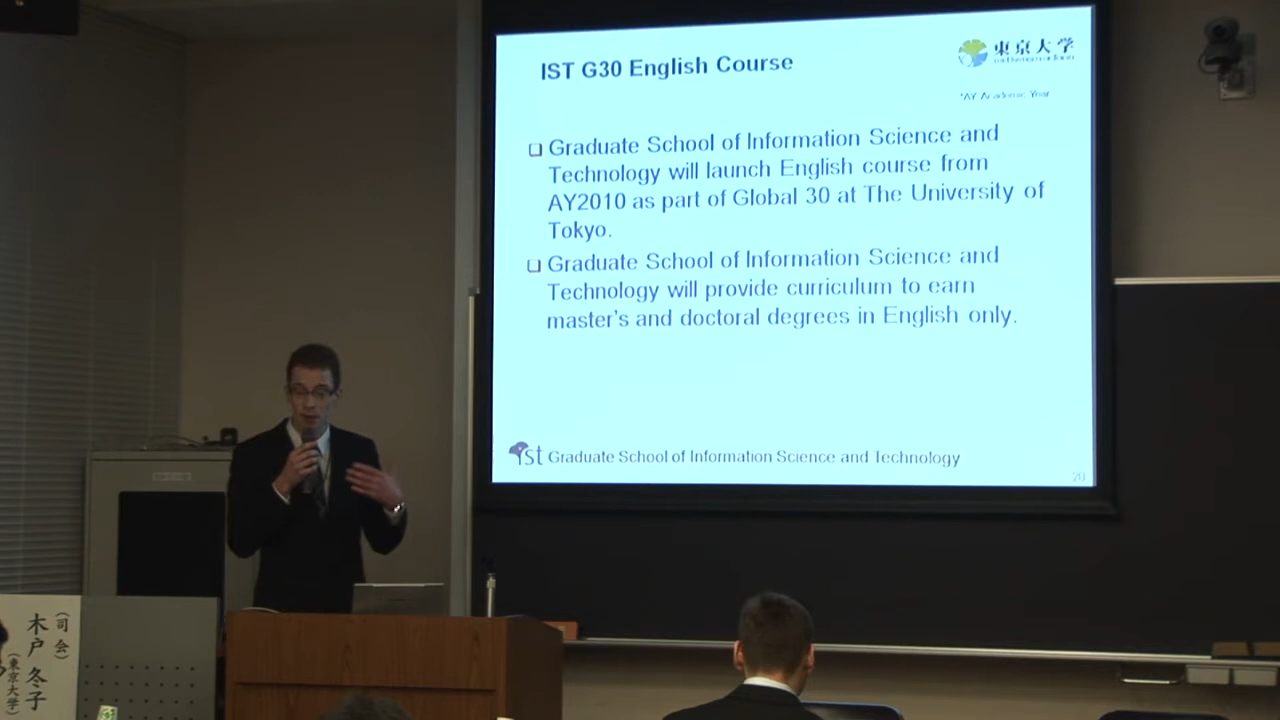 IST G30 English Course
東京大学
*AY Academic Year
❑ Graduate School of Information Science and
Technology will launch English course from
AY2010 as part of Global 30 at The University of
Tokyo.
❑ Graduate School of Information Science and
Technology will provide curriculum to earn
master's and doctoral degrees in English only.
ist Graduate School of Information Science and Technology
20
(司会)
木戸 冬子
(東京大学)